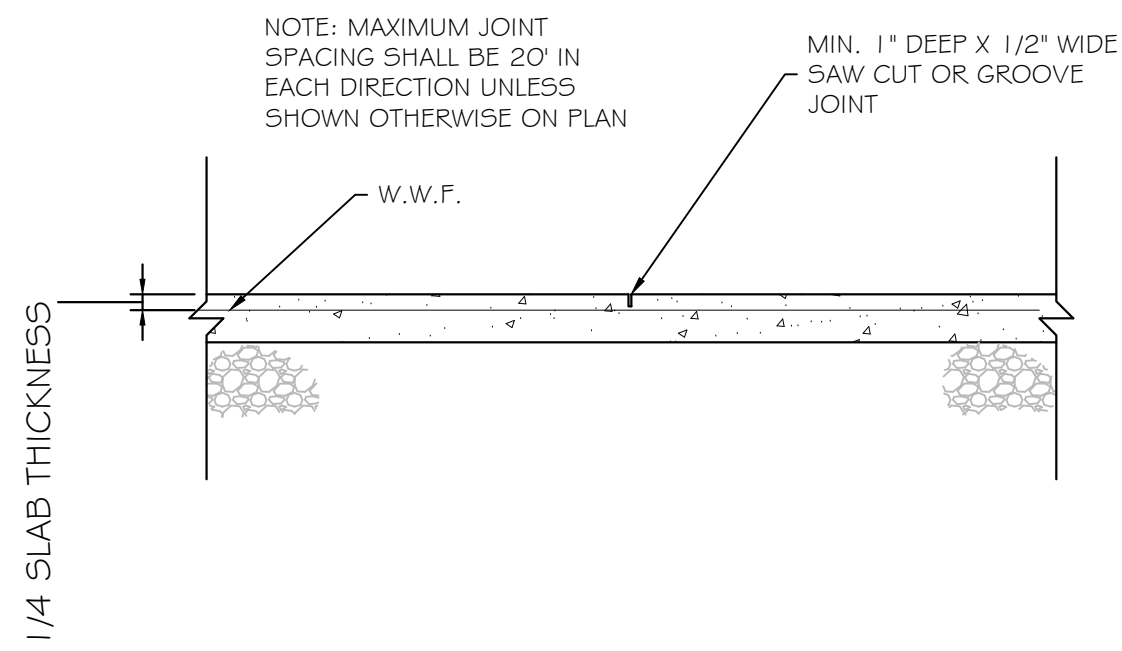 NOTE: MAXIMUM JOINT
SPACING SHALL BE 20' IN
EACH DIRECTION UNLESS
SHOWN OTHERWISE ON PLAN
MIN. 1" DEEP X 1/2" WIDE
SAW CUT OR GROOVE
JOINT
W.W.F.
1/4 SLAB THICKNESS